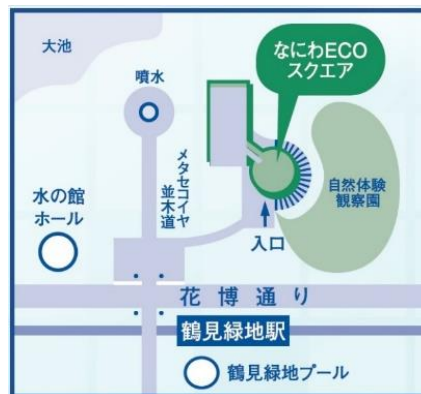 大池
なにわECO
スクエア
噴水
メタセコイヤ
並木道
水の館
ホール
自然体験
観察園
入口
花博通り
鶴見緑地駅
鶴見緑地プール